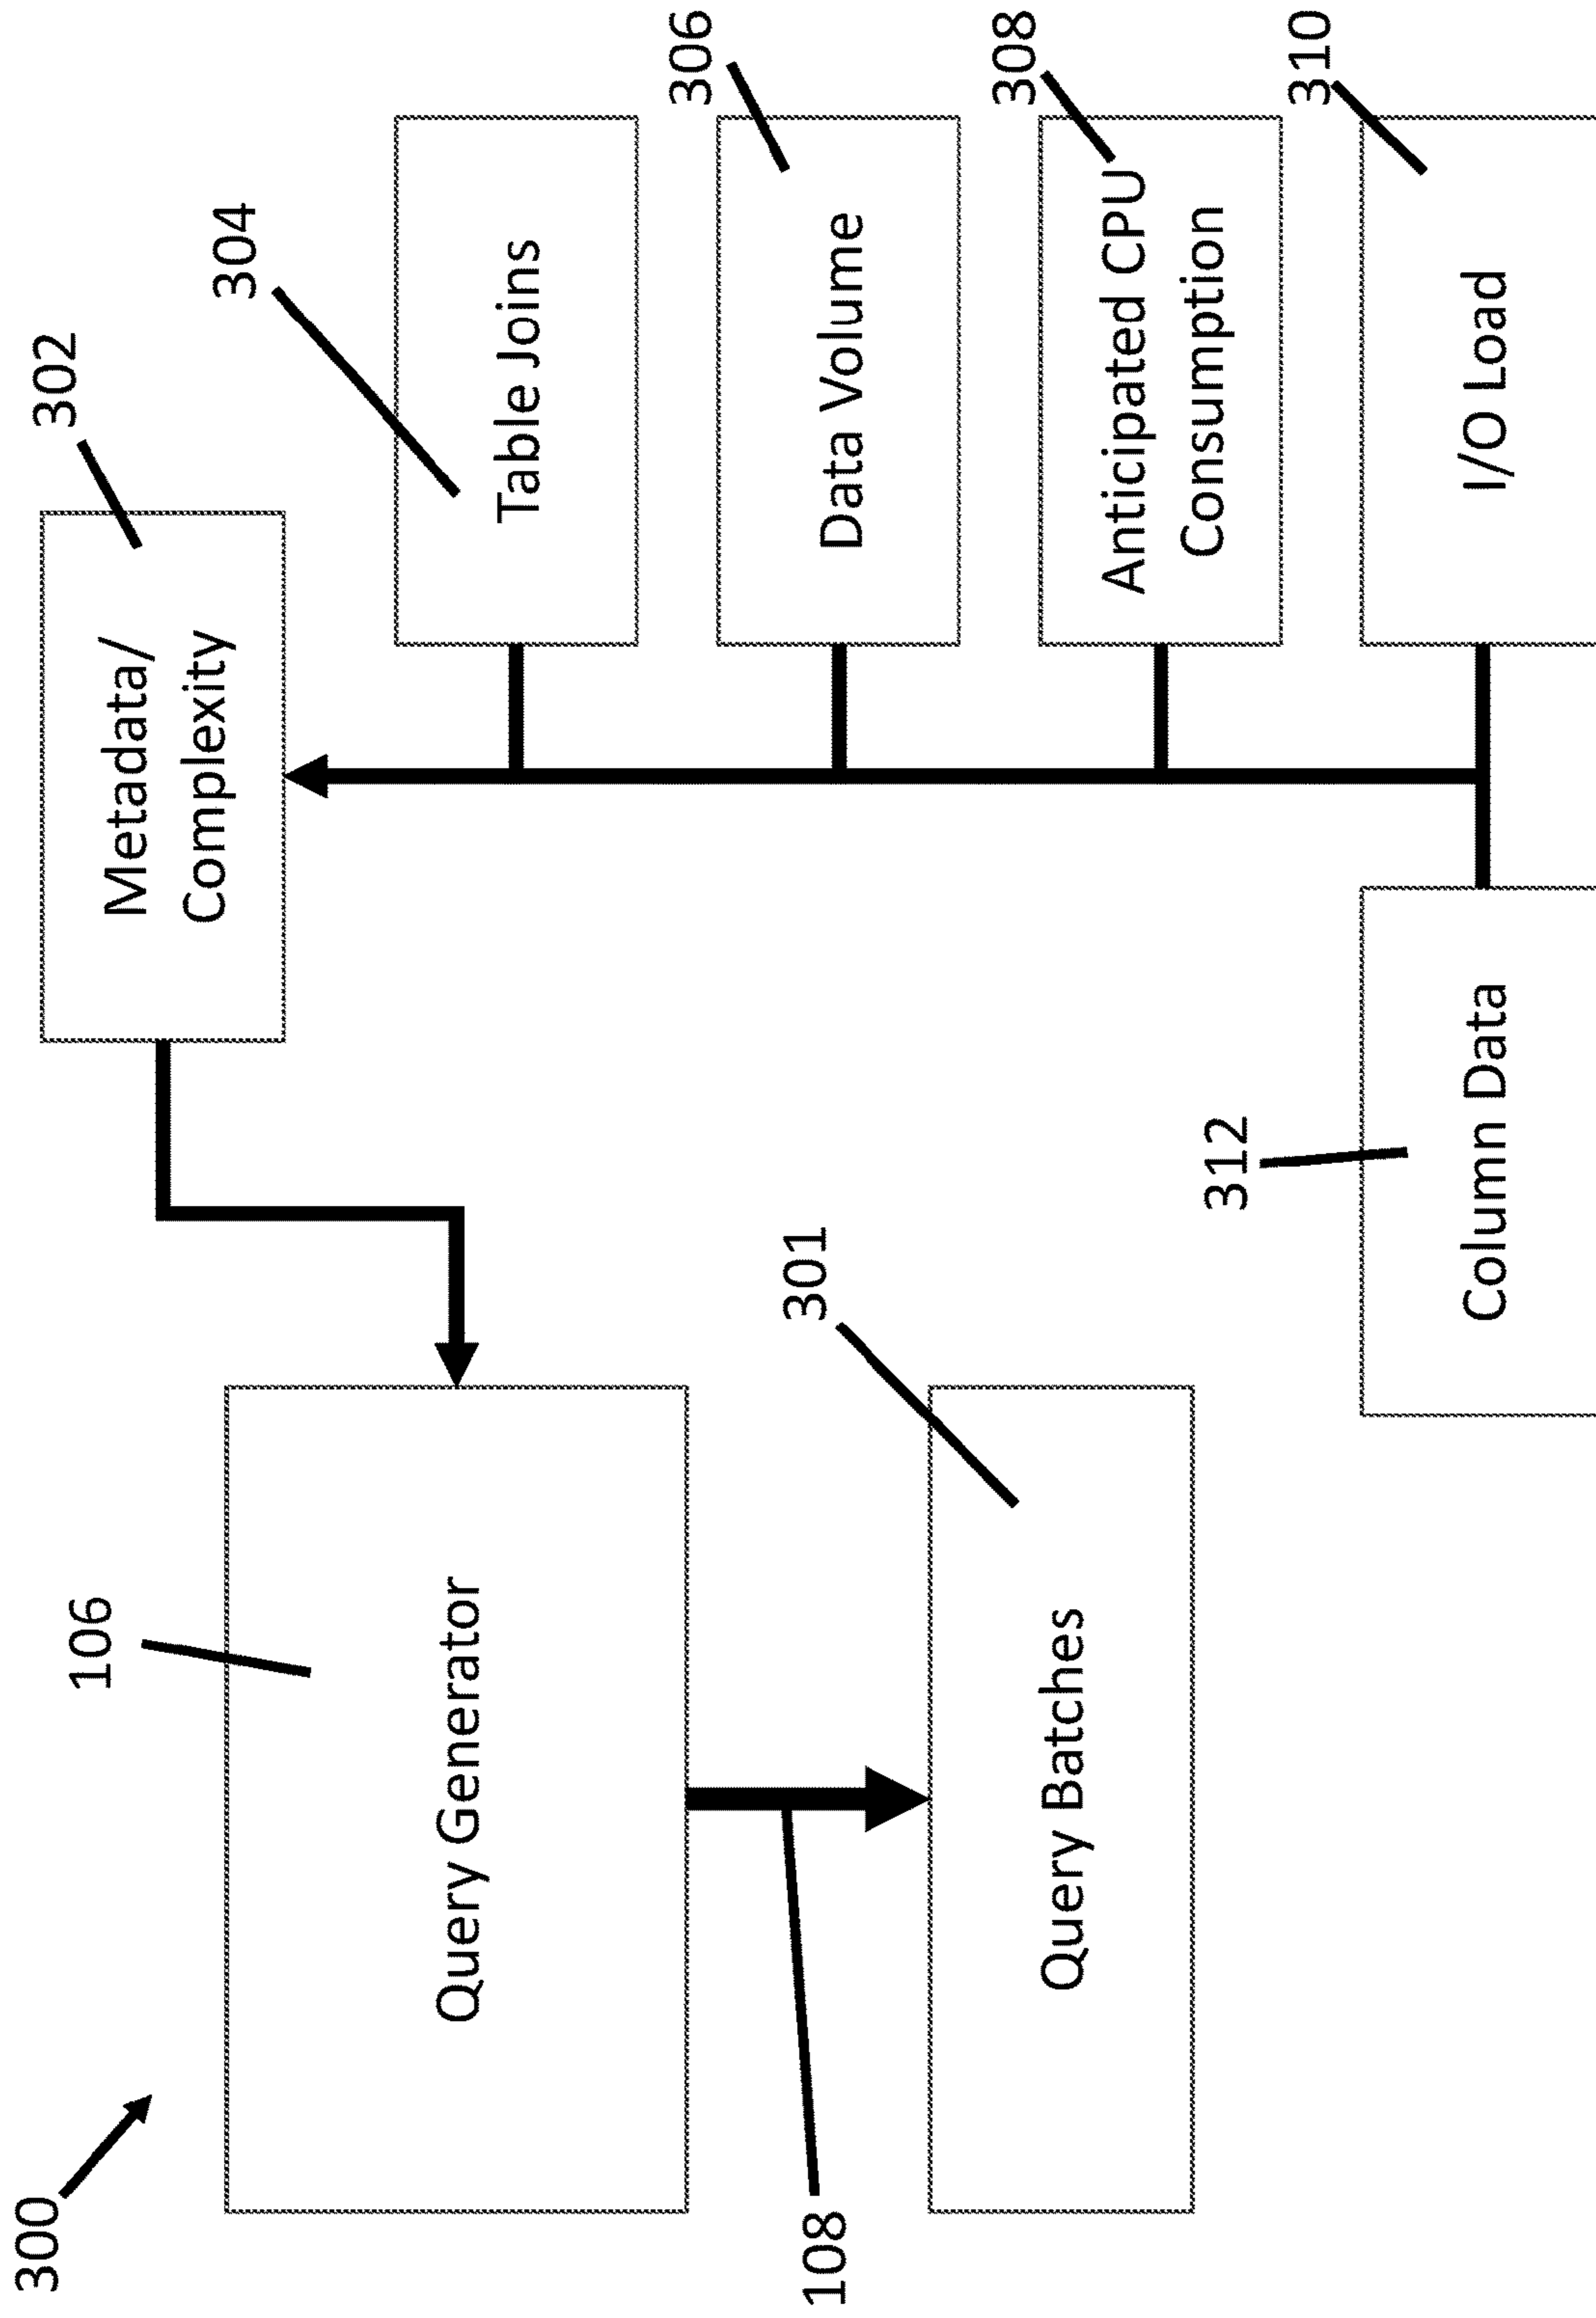 300
106
Query Generator
108
Query Batches
301
302
Metadata/
Complexity
304
Table Joins
306
Data Volume
308
Anticipated CPU
Consumption
310
I/O Load
312
Column Data